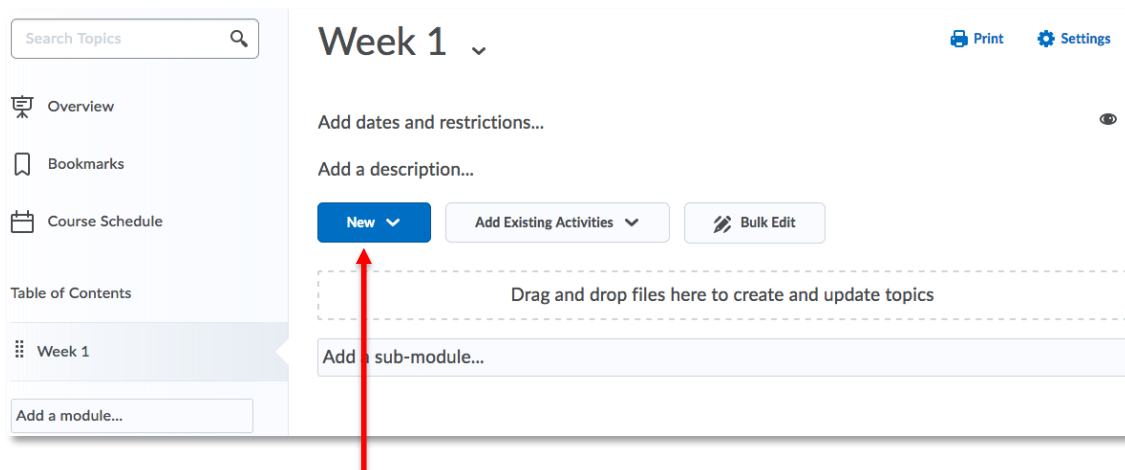 Search Topics
Overview
Bookmarks
Course Schedule
Table of Contents
Week 1
Add a module...
Week 1
Print
Settings
Add dates and restrictions...
Add a description...
New
Add Existing Activities
Bulk Edit
Drag and drop files here to create and update topics
Add a sub-module...